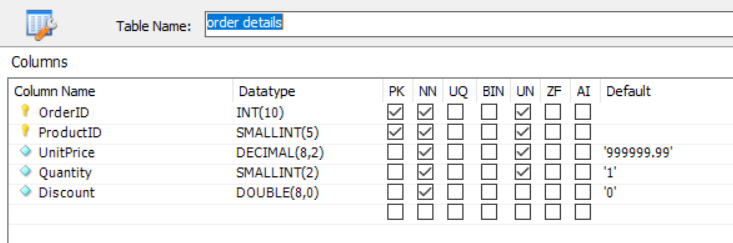 Table Name: order details
Columns
Column Name Datatype PK NN UQ BIN UN ZF AI Default
OrderID INT(10)
ProductID SMALLINT(5)
UnitPrice DECIMAL(8,2) '999999.99'
Quantity SMALLINT(2) '1'
Discount DOUBLE(8,0) '0'